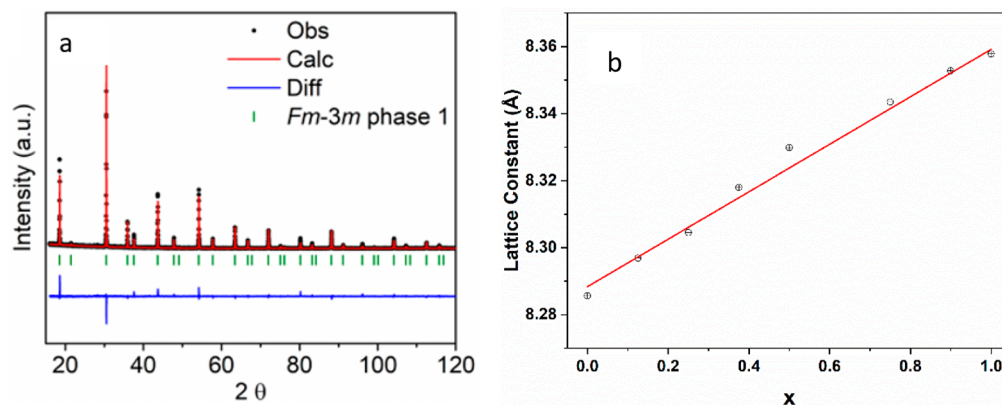 a
Obs
Calc
Diff
Fm-3m phase 1
Intensity (a.u.)
20 40 60 80 100 120
2 θ
b
8.36
8.34
8.32
8.30
8.28
Lattice Constant (Å)
0.0 0.2 0.4 0.6 0.8 1.0
x